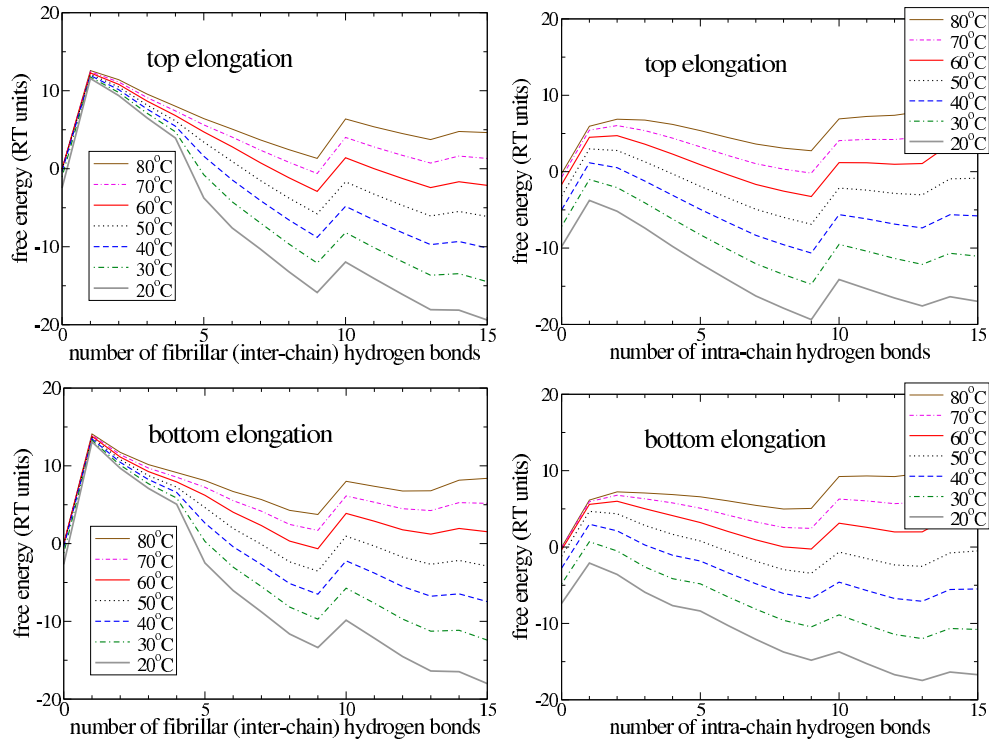 20
10
0
-10
-20
free energy (RT units)
top elongation
80°C
70°C
60°C
50°C
40°C
30°C
20°C
0
5
10
15
number of fibrillar (inter-chain) hydrogen bonds
20
10
0
-10
-20
free energy (RT units)
top elongation
80°C
70°C
60°C
50°C
40°C
30°C
20°C
0
5
10
15
number of intra-chain hydrogen bonds
20
10
0
-10
-20
free energy (RT units)
bottom elongation
80°C
70°C
60°C
50°C
40°C
30°C
20°C
0
5
10
15
number of fibrillar (inter-chain) hydrogen bonds
20
10
0
-10
-20
free energy (RT units)
bottom elongation
80°C
70°C
60°C
50°C
40°C
30°C
20°C
0
5
10
15
number of intra-chain hydrogen bonds